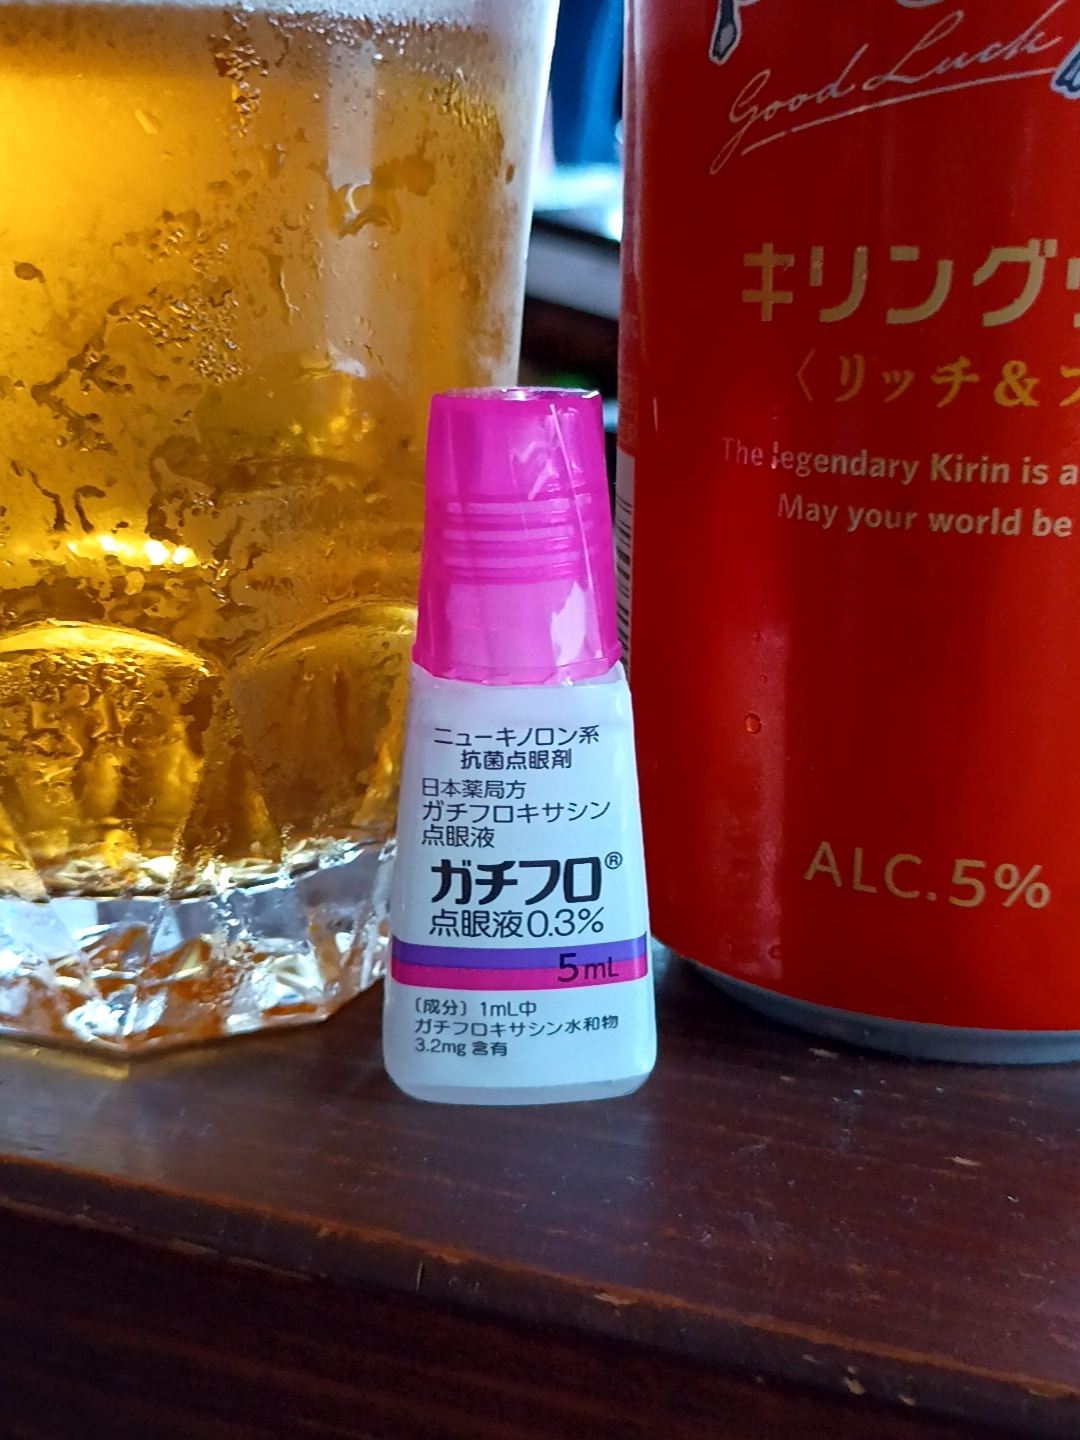 Good Luck
キリング
〈リッチ&
The legendary Kirin is a
May your world be
ALC.5%
ニューキノロン系
抗菌点眼剤
日本薬局方
ガチフロキサシン
点眼液
ガチフロ®
点眼液0.3%
5mL
〔成分〕1mL中
ガチフロキサシン水和物
3.2mg 含有